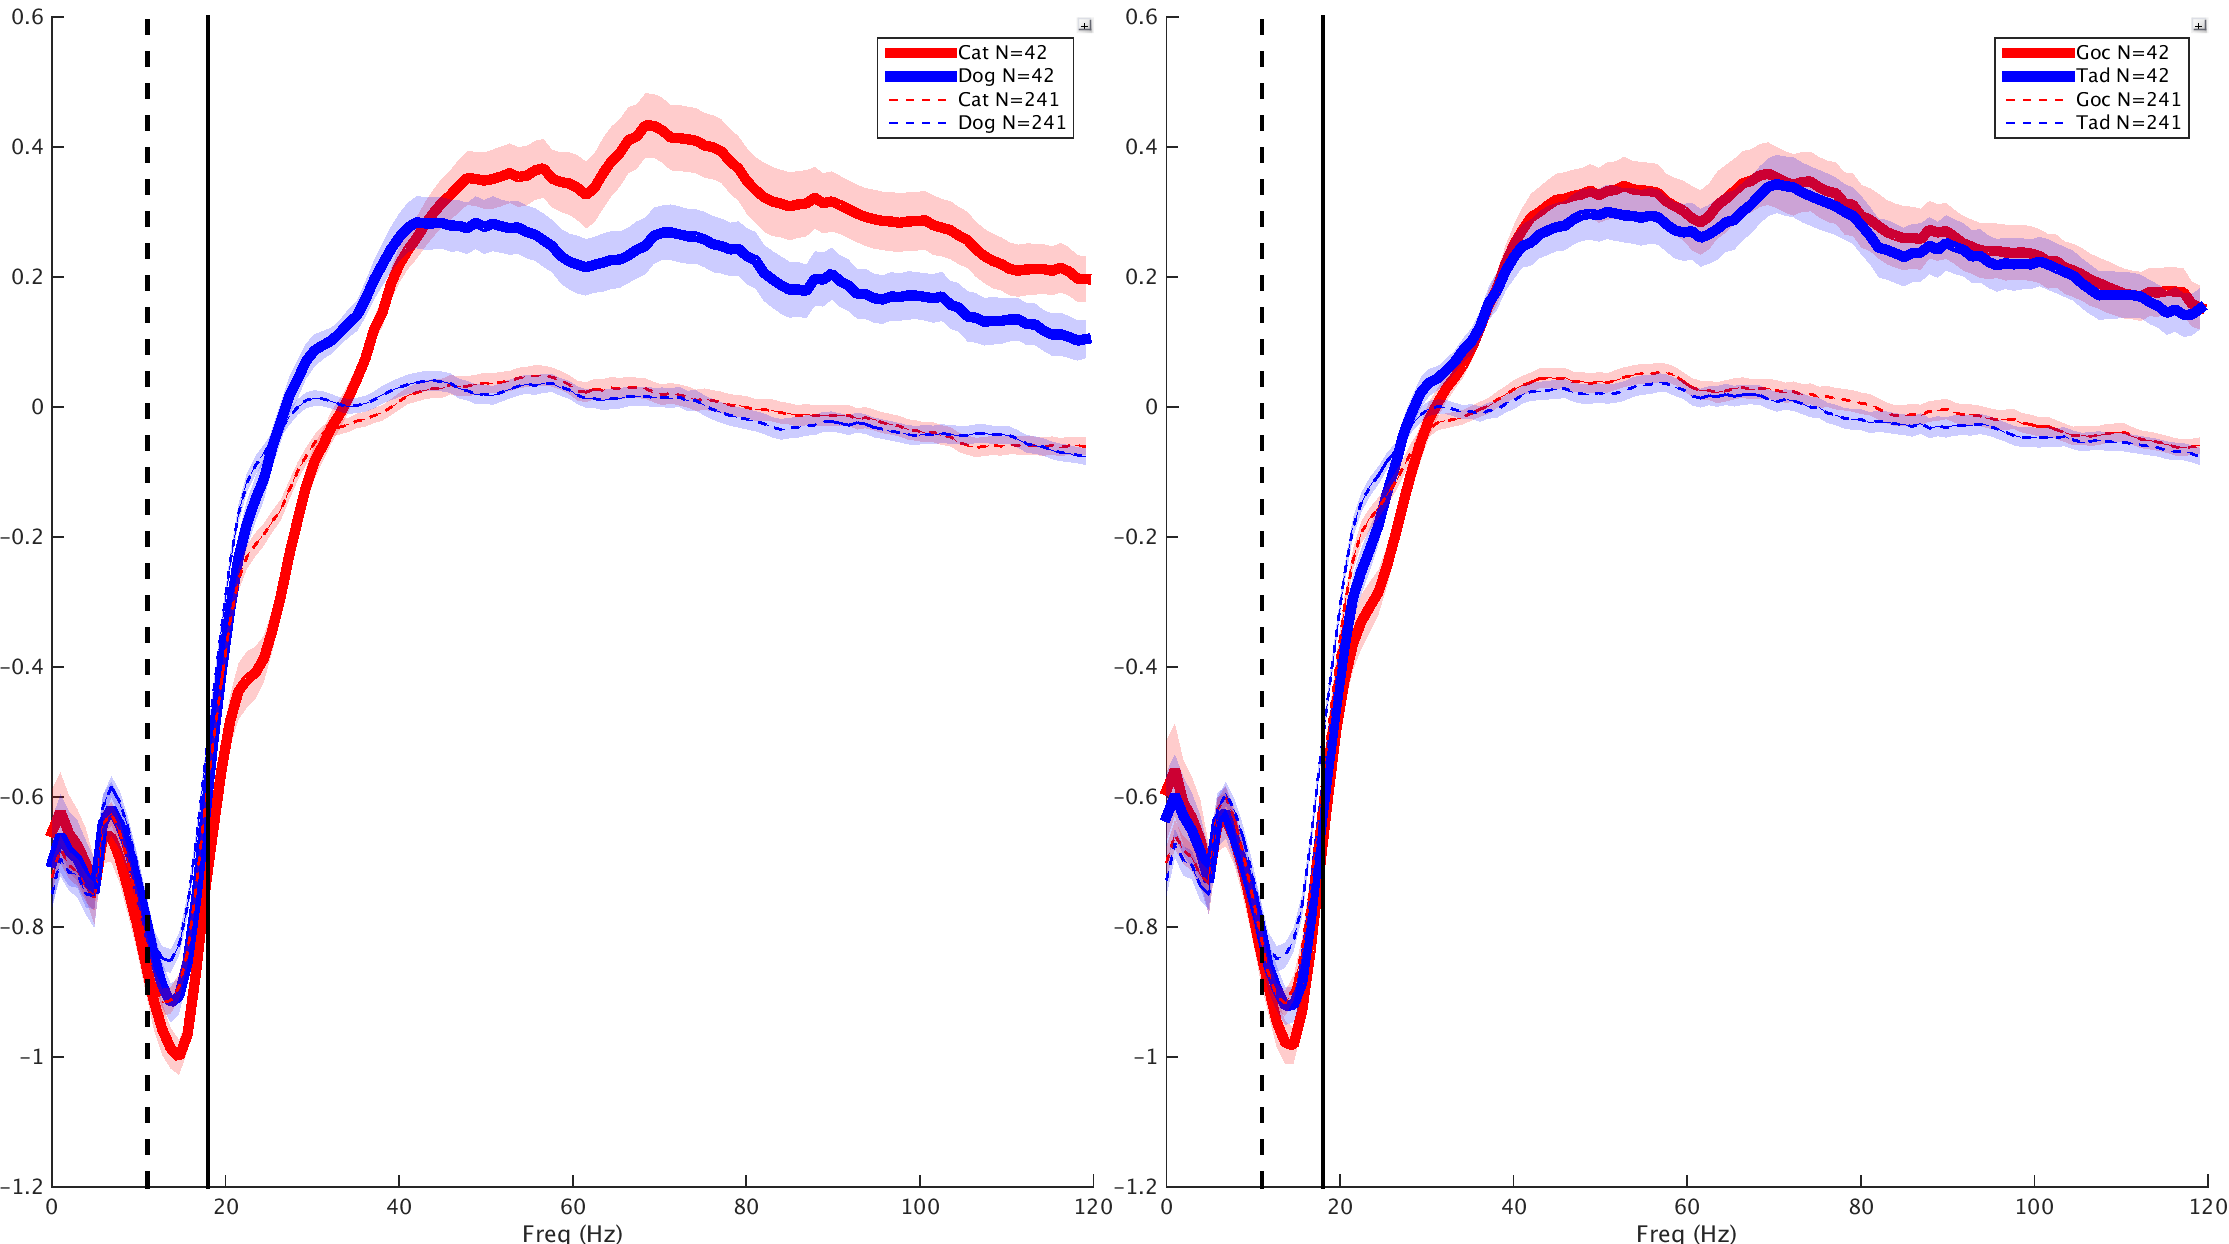 0.6
0.4
0.2
0
-0.2
-0.4
-0.6
-0.8
-1
-1.2
0 20 40 60 80 100 120
Freq (Hz)
Cat N=42
Dog N=42
Cat N=241
Dog N=241
0.6
0.4
0.2
0
-0.2
-0.4
-0.6
-0.8
-1
-1.2
0 20 40 60 80 100 120
Freq (Hz)
Goc N=42
Tad N=42
Goc N=241
Tad N=241